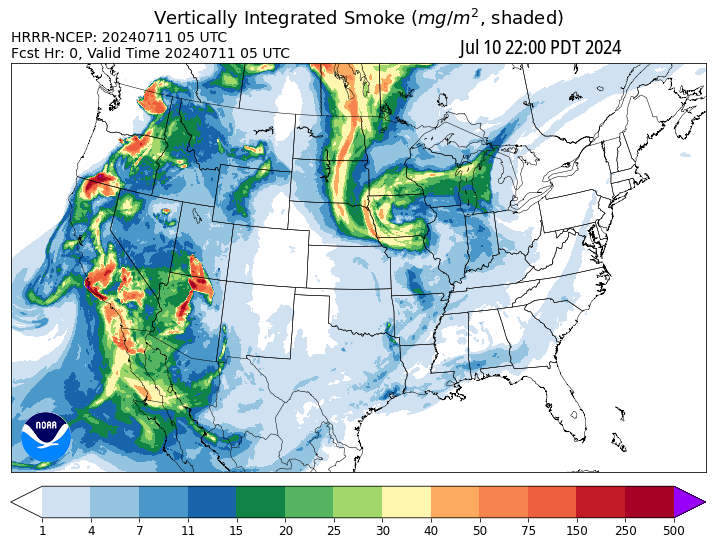 Vertically Integrated Smoke (mg/m², shaded)
HRRR-NCEP: 20240711 05 UTC
Fcst Hr: 0, Valid Time 20240711 05 UTC
Jul 10 22:00 PDT 2024
NOAA
1 4 7 11 15 20 25 30 40 50 75 150 250 500